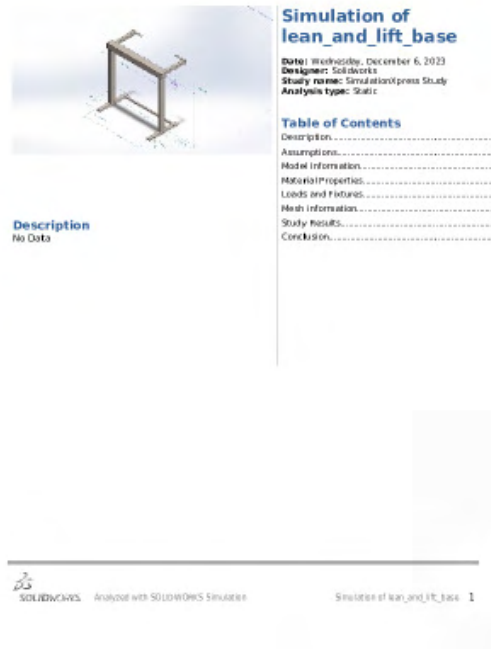 Simulation of
lean_and_lift_base
Date: Wednesday, December 6, 2023
Designer: Solidworks
Study name: SimulationXpress Study
Analysis type: Static
Table of Contents
Description
Assumptions
Model Information
Material Properties
Loads and Fixtures
Mesh information
Study Results
Conclusion
Description
No Data
SOLIDWORKS
Analyzed with SOLIDWORKS Simulation
Simulation of lean_and_lift_base 1